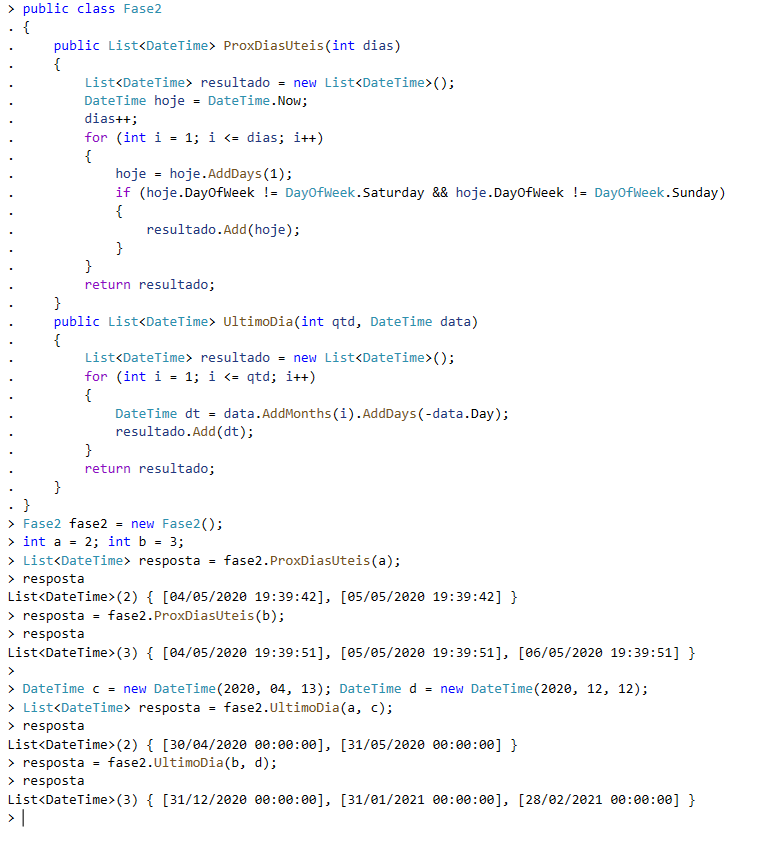 > public class Fase2
. {
.     public List<DateTime> ProxDiasUteis(int dias)
.     {
.         List<DateTime> resultado = new List<DateTime>();
.         DateTime hoje = DateTime.Now;
.         dias++;
.         for (int i = 1; i <= dias; i++)
.         {
.             hoje = hoje.AddDays(1);
.             if (hoje.DayOfWeek != DayOfWeek.Saturday && hoje.DayOfWeek != DayOfWeek.Sunday)
.             {
.                 resultado.Add(hoje);
.             }
.         }
.         return resultado;
.     }
.     public List<DateTime> UltimoDia(int qtd, DateTime data)
.     {
.         List<DateTime> resultado = new List<DateTime>();
.         for (int i = 1; i <= qtd; i++)
.         {
.             DateTime dt = data.AddMonths(i).AddDays(-data.Day);
.             resultado.Add(dt);
.         }
.         return resultado;
.     }
. }
> Fase2 fase2 = new Fase2();
> int a = 2; int b = 3;
> List<DateTime> resposta = fase2.ProxDiasUteis(a);
> resposta
List<DateTime>(2) { [04/05/2020 19:39:42], [05/05/2020 19:39:42] }
> resposta = fase2.ProxDiasUteis(b);
> resposta
List<DateTime>(3) { [04/05/2020 19:39:51], [05/05/2020 19:39:51], [06/05/2020 19:39:51] }
>
> DateTime c = new DateTime(2020, 04, 13); DateTime d = new DateTime(2020, 12, 12);
> List<DateTime> resposta = fase2.UltimoDia(a, c);
> resposta
List<DateTime>(2) { [30/04/2020 00:00:00], [31/05/2020 00:00:00] }
> resposta = fase2.UltimoDia(b, d);
> resposta
List<DateTime>(3) { [31/12/2020 00:00:00], [31/01/2021 00:00:00], [28/02/2021 00:00:00] }
>